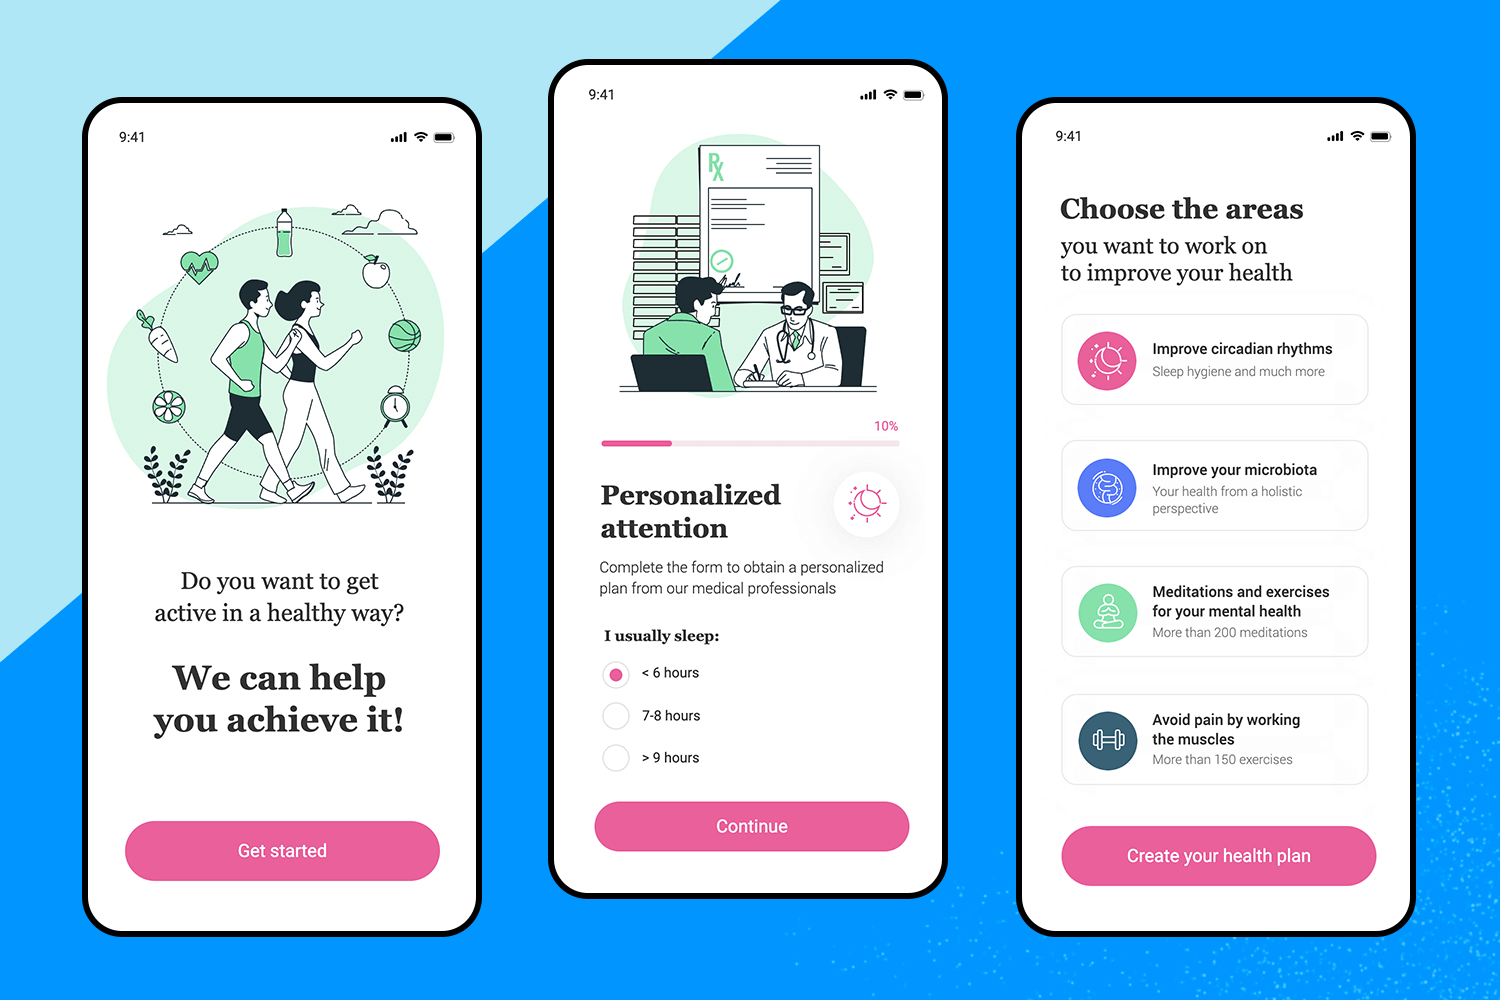 9:41
Do you want to get
active in a healthy way?
We can help
you achieve it!
Get started
9:41
RX
10%
Personalized
attention
Complete the form to obtain a personalized
plan from our medical professionals
I usually sleep:
< 6 hours
7-8 hours
> 9 hours
Continue
9:41
Choose the areas
you want to work on
to improve your health
Improve circadian rhythms
Sleep hygiene and much more
Improve your microbiota
Your health from a holistic
perspective
Meditations and exercises
for your mental health
More than 200 meditations
Avoid pain by working
the muscles
More than 150 exercises
Create your health plan